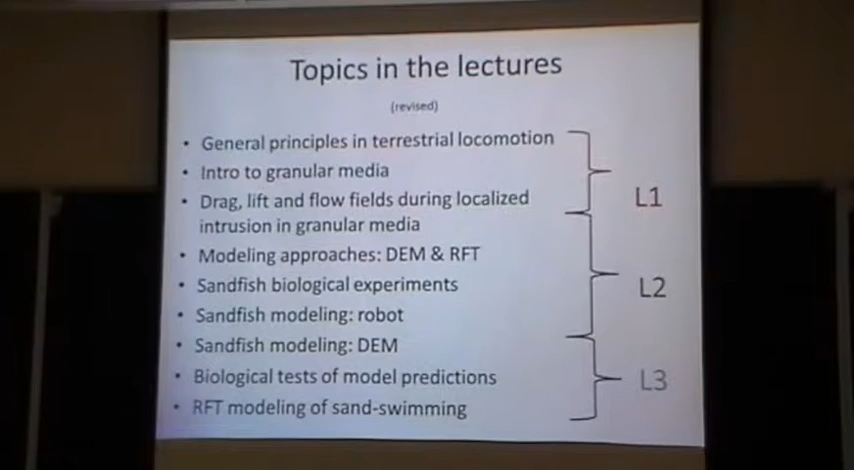 Topics in the lectures
(revised)
• General principles in terrestrial locomotion
• Intro to granular media
• Drag, lift and flow fields during localized
intrusion in granular media
L1
• Modeling approaches: DEM & RFT
• Sandfish biological experiments
L2
• Sandfish modeling: robot
• Sandfish modeling: DEM
• Biological tests of model predictions
L3
• RFT modeling of sand-swimming